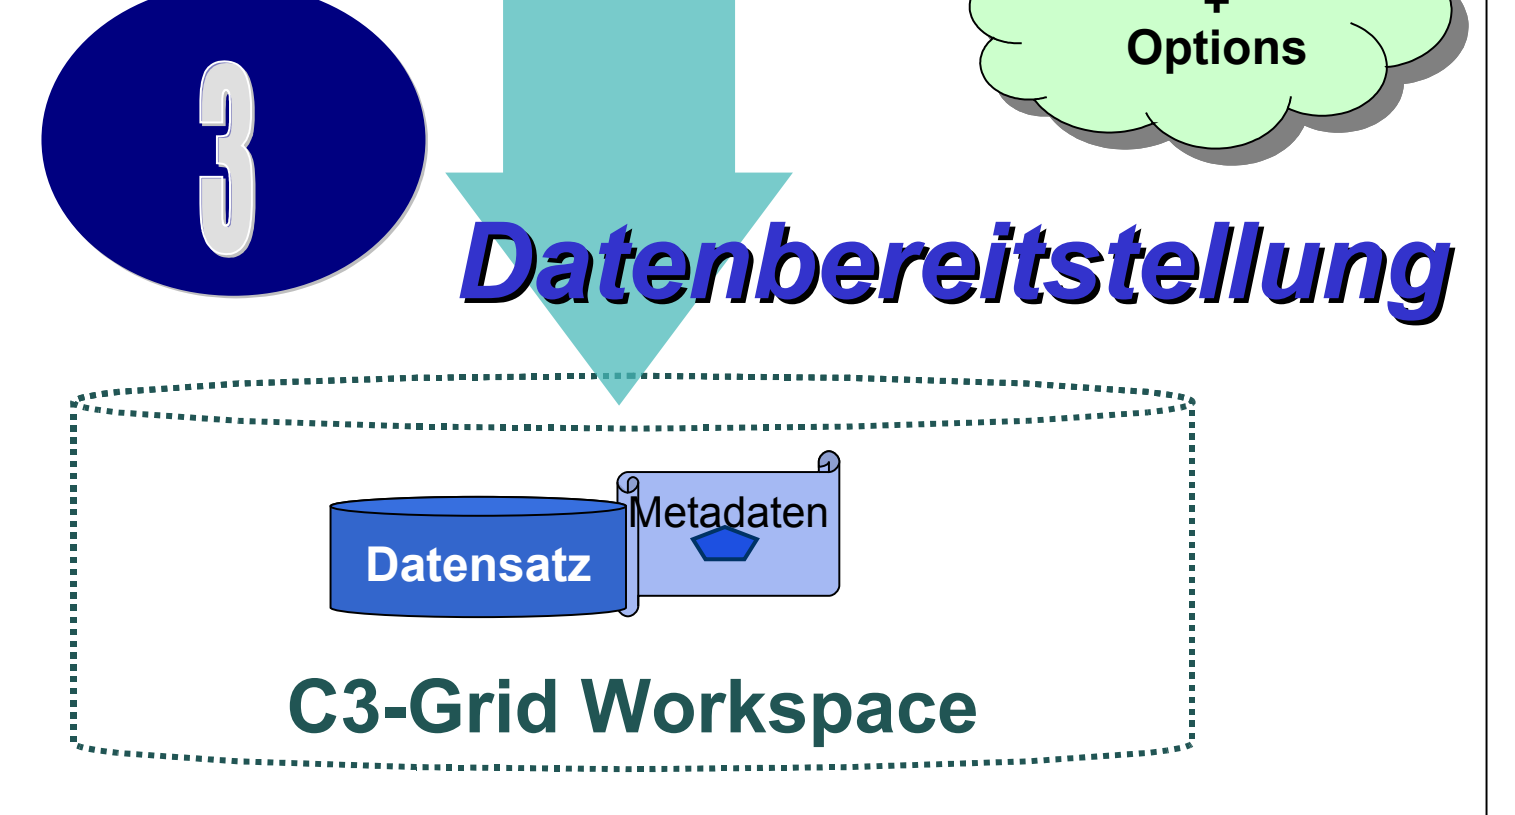 +
Options
3
Datenbereitstellung
Metadaten
Datensatz
C3-Grid Workspace